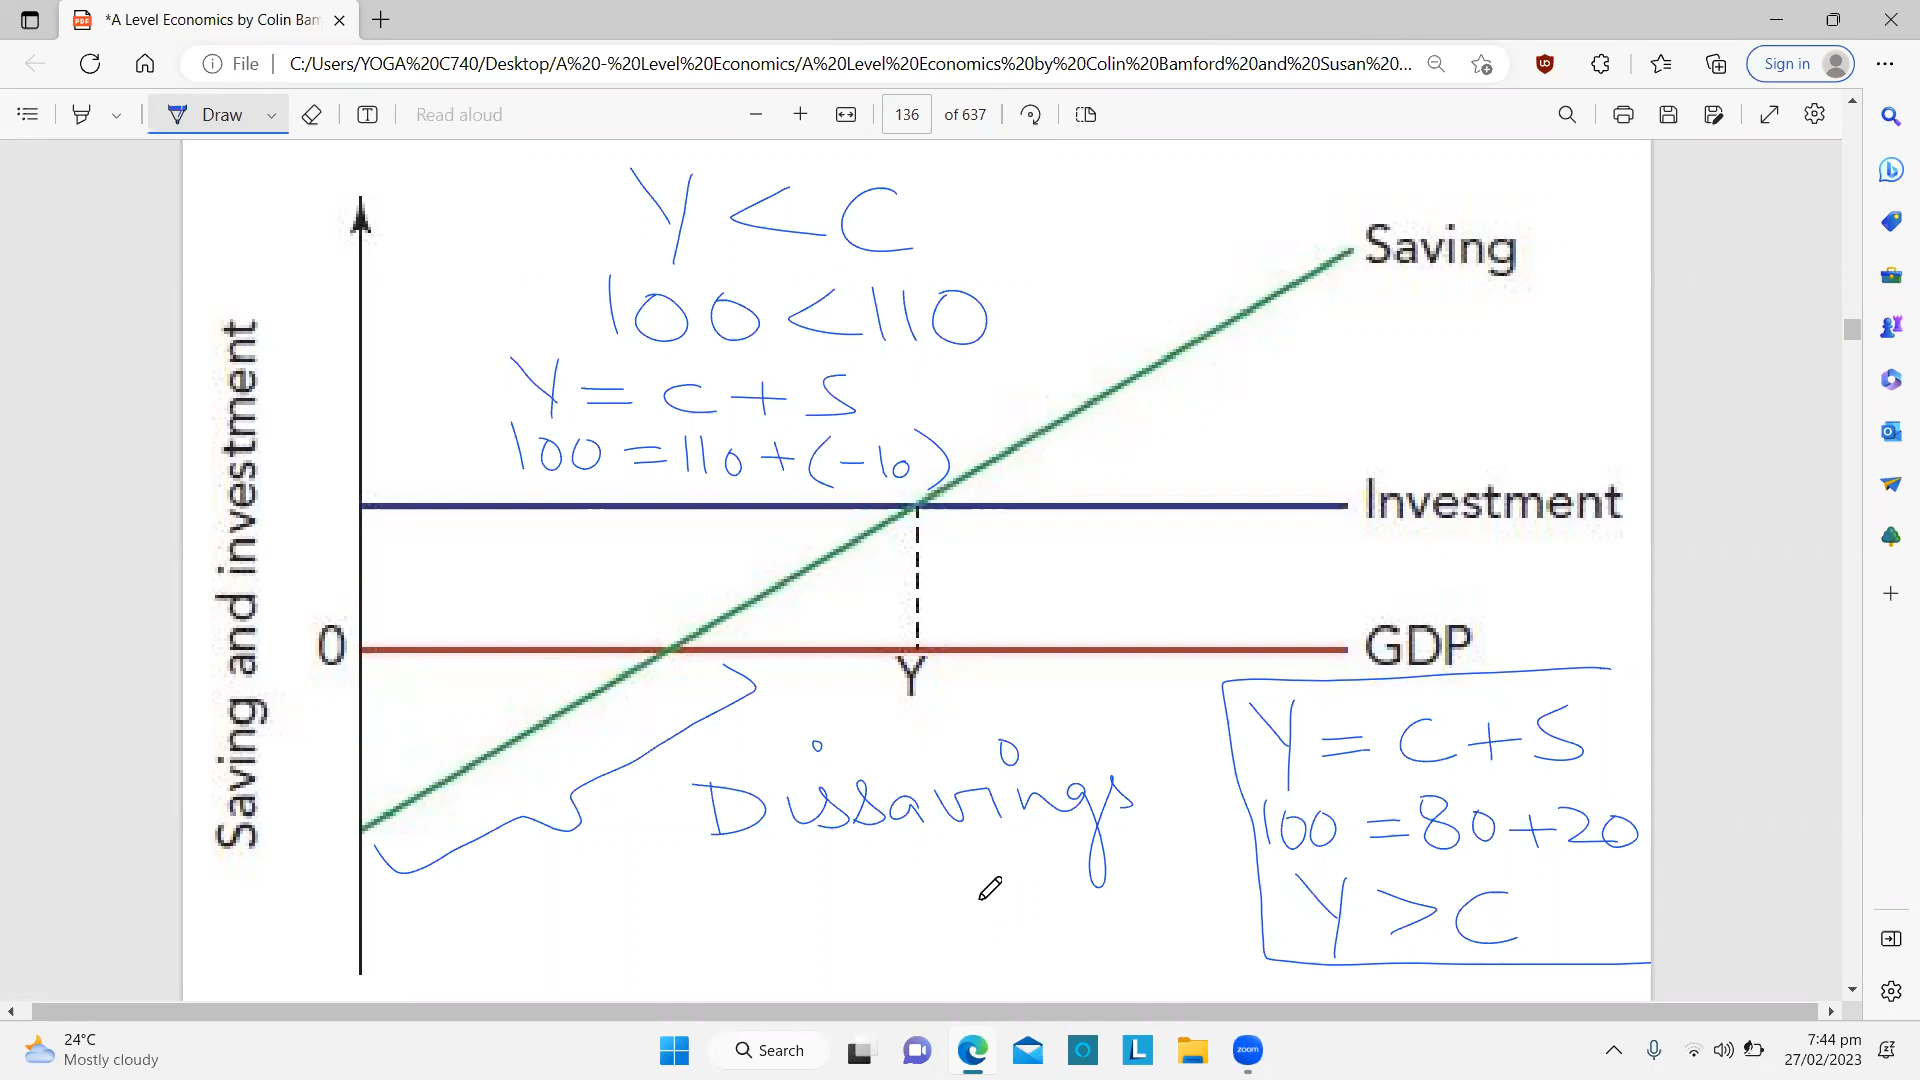 *A Level Economics by Colin Bam
File
C:/Users/YOGA%20C740/Desktop/A%20-%20Level%20Economics/A%20Level%20Economics%20by%20Colin%20Bamford%20and%20Susan%20...
Sign in
Draw
Read aloud
136 of 637
Y < C
100 < 110
Y = C + S
100 = 110 + (-10)
Saving
Investment
GDP
Saving and investment
0
Y
Dissavings
Y = C + S
100 = 80 + 20
Y > C
24°C
Mostly cloudy
Search
zoom
7:44 pm
27/02/2023